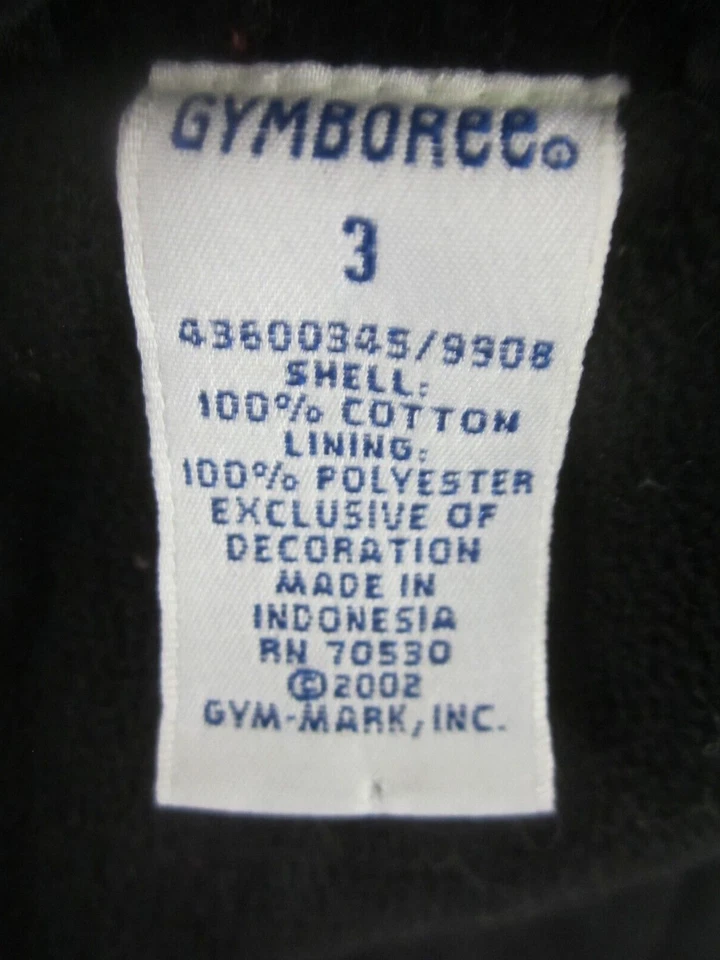 GYMBOREE®
3
43600345/9908
SHELL:
100% COTTON
LINING:
100% POLYESTER
EXCLUSIVE OF
DECORATION
MADE IN
INDONESIA
RN 70530
©2002
GYM-MARK, INC.